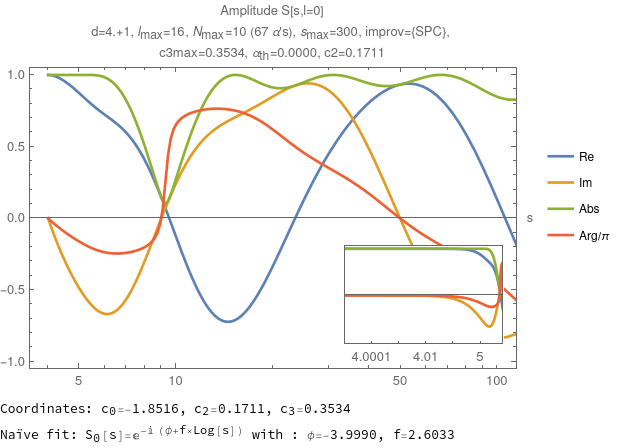 Amplitude S[s,l=0]
d=4.+1, lmax=16, Nmax=10 (67 α's), smax=300, improv={SPC},
c3max=0.3534, αth=0.0000, c2=0.1711
1.0
0.5
0.0
−0.5
−1.0
5
10
50
100
s
Re
Im
Abs
Arg/π
4.0001
4.01
5
Coordinates: c0=-1.8516, c2=0.1711, c3=0.3534
Naïve fit: S0[s]=e^-i (ϕ+f×Log[s]) with : ϕ=-3.9990, f=2.6033